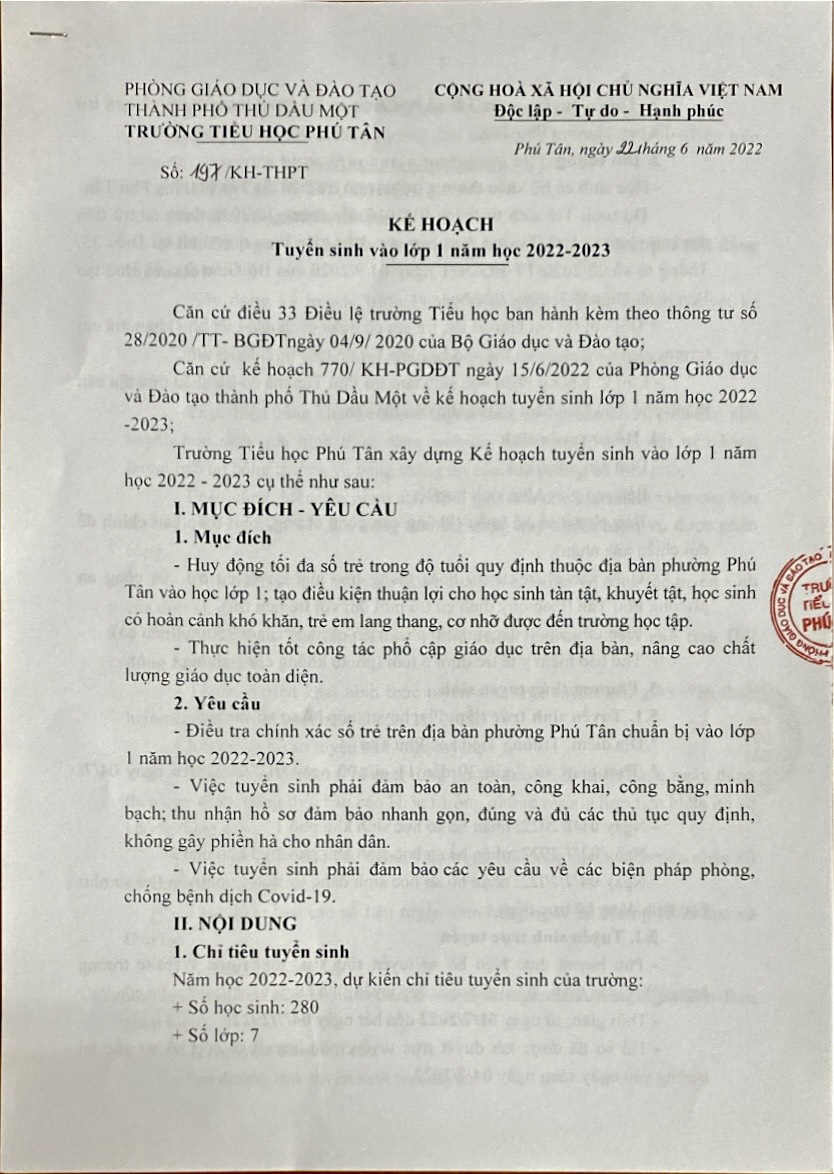 PHÒNG GIÁO DỤC VÀ ĐÀO TẠO
THÀNH PHỐ THỦ DẦU MỘT
TRƯỜNG TIỂU HỌC PHÚ TÂN
Số: 197/KH-THPT
CỘNG HOÀ XÃ HỘI CHỦ NGHĨA VIỆT NAM
Độc lập - Tự do - Hạnh phúc
Phú Tân, ngày 22tháng 6 năm 2022
KẾ HOẠCH
Tuyển sinh vào lớp 1 năm học 2022-2023
Căn cứ điều 33 Điều lệ trường Tiểu học ban hành kèm theo thông tư số
28/2020 /TT- BGĐTngày 04/9/ 2020 của Bộ Giáo dục và Đào tạo;
Căn cứ kế hoạch 770/ KH-PGDĐT ngày 15/6/2022 của Phòng Giáo dục
và Đào tạo thành phố Thủ Dầu Một về kế hoạch tuyển sinh lớp 1 năm học 2022
-2023;
Trường Tiểu học Phú Tân xây dựng Kế hoạch tuyển sinh vào lớp 1 năm
học 2022 - 2023 cụ thể như sau:
I. MỤC ĐÍCH - YÊU CẦU
1. Mục đích
- Huy động tối đa số trẻ trong độ tuổi quy định thuộc địa bàn phường Phú
Tân vào học lớp 1; tạo điều kiện thuận lợi cho học sinh tàn tật, khuyết tật, học sinh
có hoàn cảnh khó khăn, trẻ em lang thang, cơ nhỡ được đến trường học tập.
- Thực hiện tốt công tác phổ cập giáo dục trên địa bàn, nâng cao chất
lượng giáo dục toàn diện.
2. Yêu cầu
- Điều tra chính xác số trẻ trên địa bàn phường Phú Tân chuẩn bị vào lớp
1 năm học 2022-2023.
- Việc tuyển sinh phải đảm bảo an toàn, công khai, công bằng, minh
bạch; thu nhận hồ sơ đảm bảo nhanh gọn, đúng và đủ các thủ tục quy định,
không gây phiền hà cho nhân dân.
- Việc tuyển sinh phải đảm bảo các yêu cầu về các biện pháp phòng,
chống bệnh dịch Covid-19.
II. NỘI DUNG
1. Chỉ tiêu tuyển sinh
Năm học 2022-2023, dự kiến chỉ tiêu tuyển sinh của trường:
+ Số học sinh: 280
+ Số lớp: 7
PHÒNG GIÁO DỤC VÀ ĐÀO TẠO
TRƯ
TIỂU
PHÚ